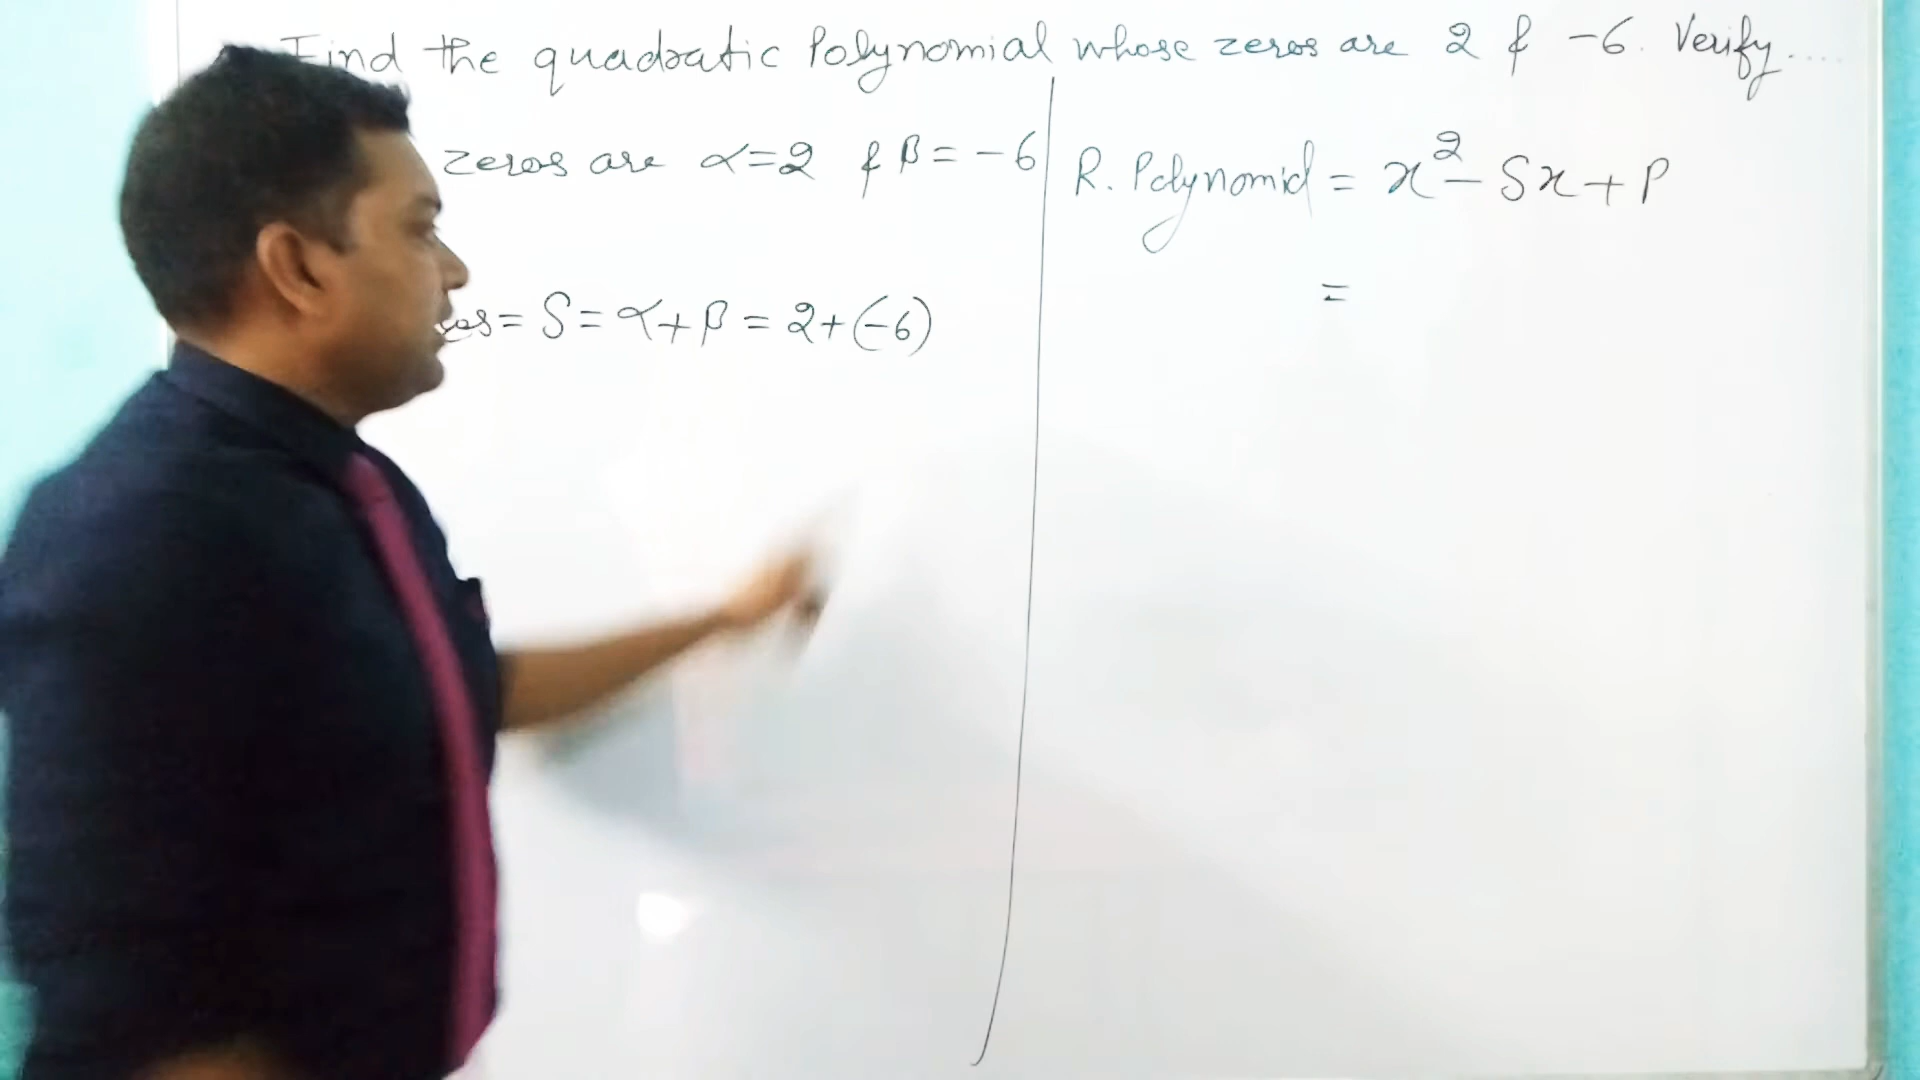 Find the quadratic Polynomial whose zeros are 2 & -6. Verify....
zeros are α=2 & β = -6
= S = α+β = 2+(-6)
R. Polynomial = x² - Sx + P
=